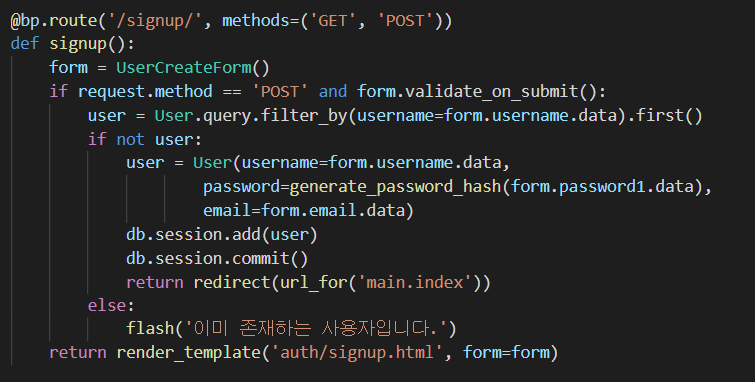 @bp.route('/signup/', methods=('GET', 'POST'))
def signup():
    form = UserCreateForm()
    if request.method == 'POST' and form.validate_on_submit():
        user = User.query.filter_by(username=form.username.data).first()
        if not user:
            user = User(username=form.username.data,
                        password=generate_password_hash(form.password1.data),
                        email=form.email.data)
            db.session.add(user)
            db.session.commit()
            return redirect(url_for('main.index'))
        else:
            flash('이미 존재하는 사용자입니다.')
    return render_template('auth/signup.html', form=form)